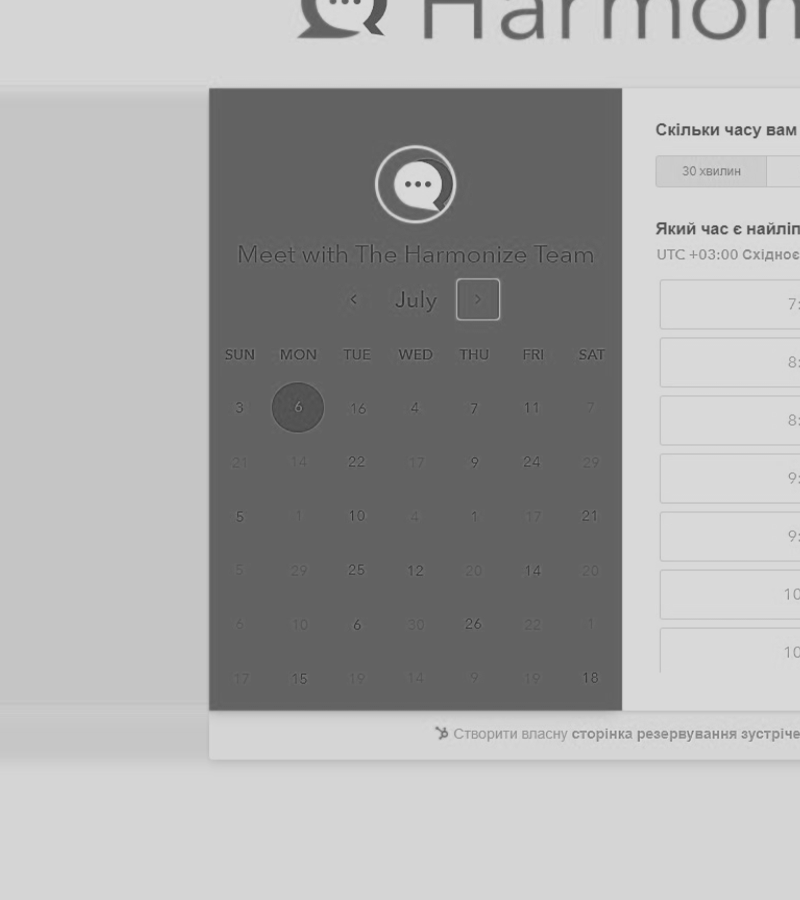 Harmon
Meet with The Harmonize Team
July
SUN MON TUE WED THU FRI SAT
3 6 16 4 7 11 7
21 14 22 17 9 24 29
5 1 10 4 1 17 21
5 29 25 12 20 14 20
6 10 6 30 26 22 1
17 15 19 14 9 19 18
Скільки часу вам
30 хвилин
Який час є найліп
UTC +03:00 Східноє
7:
8:
8:
9:
9:
10
10
Створити власну сторінка резервування зустріче